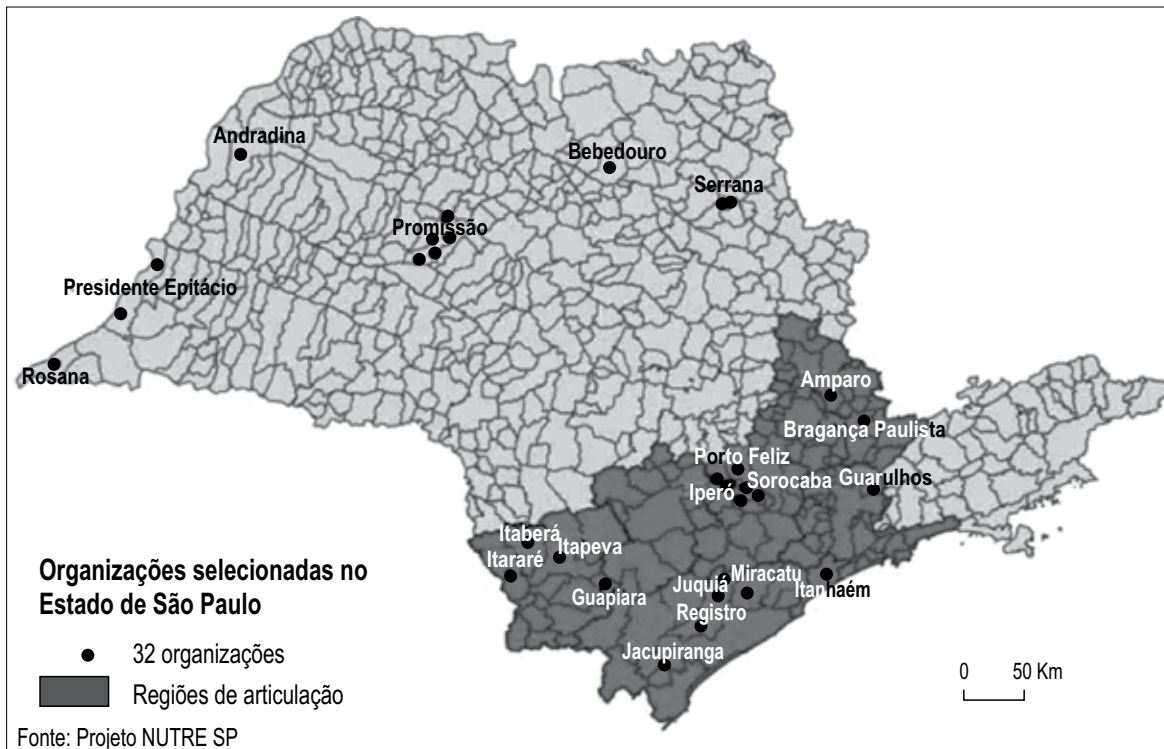 Andradina
Bebedouro
Serrana
Promissão
Presidente Epitácio
Rosana
Amparo
Bragança Paulista
Porto Feliz
Sorocaba
Guarulhos
Iperó
Itaberá
Itapeva
Itararé
Guapiara
Juquiá
Miracatu
Itanhaém
Registro
Jacupiranga
Organizações selecionadas no
Estado de São Paulo
32 organizações
Regiões de articulação
0 50 Km
Fonte: Projeto NUTRE SP